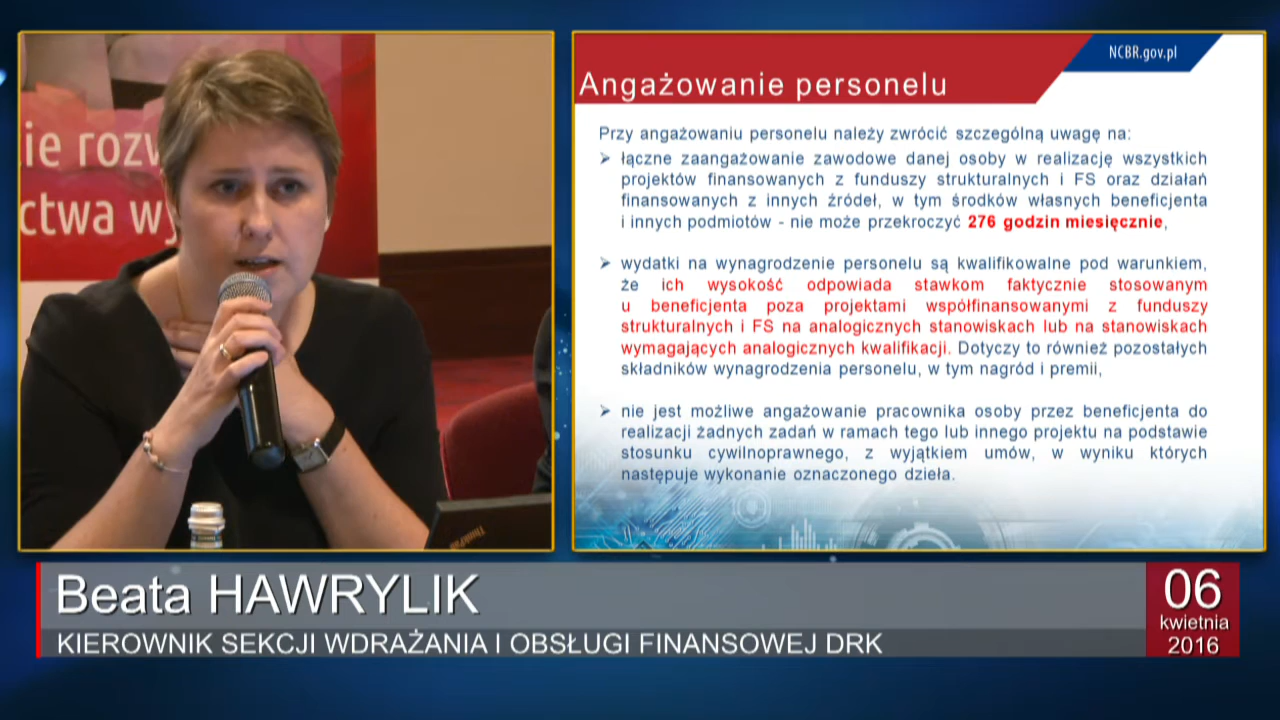 ie rozw
ctwa wy
ThinkPad
NCBR.gov.pl
Angażowanie personelu
Przy angażowaniu personelu należy zwrócić szczególną uwagę na:
➢ łączne zaangażowanie zawodowe danej osoby w realizację wszystkich
projektów finansowanych z funduszy strukturalnych i FS oraz działań
finansowanych z innych źródeł, w tym środków własnych beneficjenta
i innych podmiotów - nie może przekroczyć 276 godzin miesięcznie,
➢ wydatki na wynagrodzenie personelu są kwalifikowalne pod warunkiem,
że ich wysokość odpowiada stawkom faktycznie stosowanym
u beneficjenta poza projektami współfinansowanymi z funduszy
strukturalnych i FS na analogicznych stanowiskach lub na stanowiskach
wymagających analogicznych kwalifikacji. Dotyczy to również pozostałych
składników wynagrodzenia personelu, w tym nagród i premii,
➢ nie jest możliwe angażowanie pracownika osoby przez beneficjenta do
realizacji żadnych zadań w ramach tego lub innego projektu na podstawie
stosunku cywilnoprawnego, z wyjątkiem umów, w wyniku których
następuje wykonanie oznaczonego dzieła.
Beata HAWRYLIK
KIEROWNIK SEKCJI WDRAŻANIA I OBSŁUGI FINANSOWEJ DRK
06
kwietnia
2016